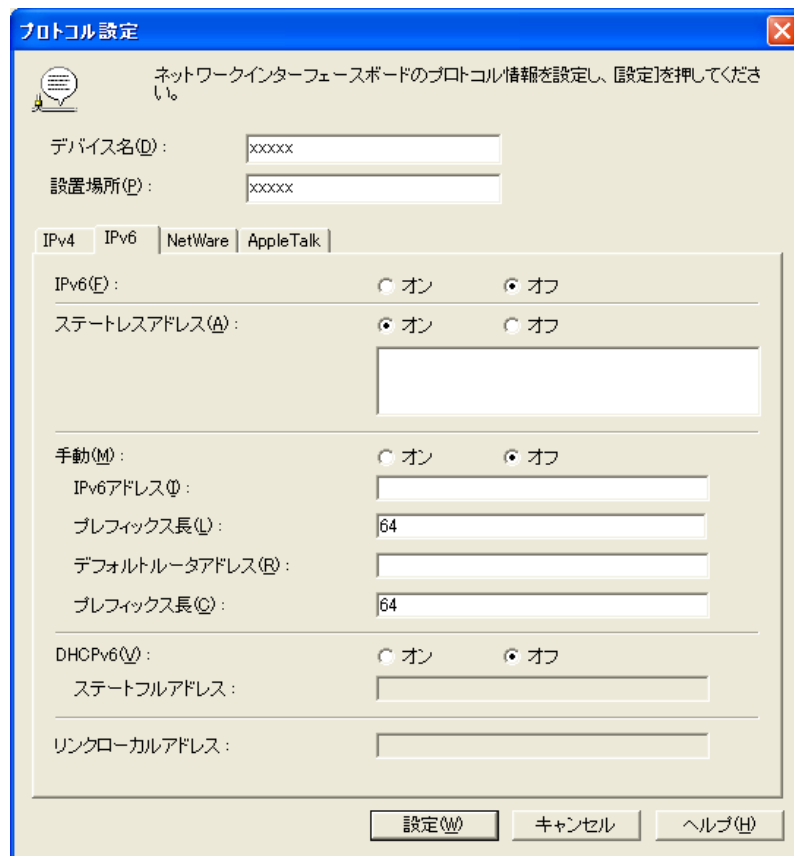 プロトコル設定
ネットワークインターフェースボードのプロトコル情報を設定し、[設定]を押してくださ
い。
デバイス名(D): xxxxx
設置場所(P): xxxxx
IPv4 IPv6 NetWare AppleTalk
IPv6(F): オン オフ
ステートレスアドレス(A): オン オフ
手動(M): オン オフ
IPv6アドレス(I):
プレフィックス長(L): 64
デフォルトルータアドレス(R):
プレフィックス長(C): 64
DHCPv6(V): オン オフ
ステートフルアドレス:
リンクローカルアドレス:
設定(W) キャンセル ヘルプ(H)